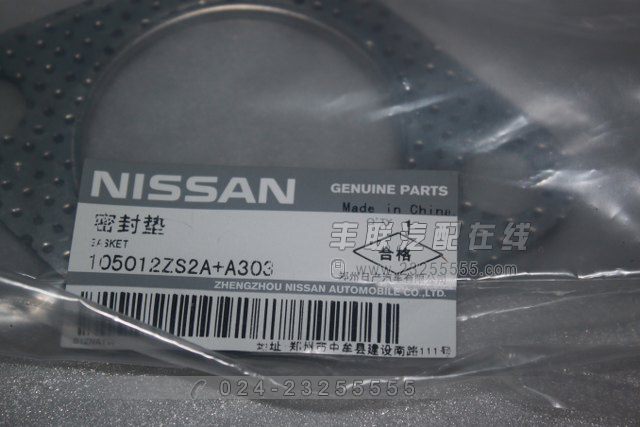 NISSAN
GENUINE PARTS
Made in China
密封垫
GASKET
1
合格
丰联汽配在线
www.23255555.com
105012ZS2A+A303
ZHENGZHOU NISSAN AUTOMOBILE CO.,LTD.
地址 郑州市中牟县建设南路111号
024-23255555